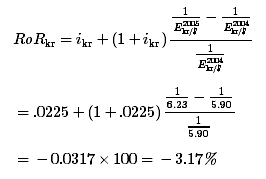 RoR_kr = i_kr + (1 + i_kr) (1/E^2005_kr/$ − 1/E^2004_kr/$) / (1/E^2004_kr/$)
= .0225 + (1 + .0225) (1/6.23 − 1/5.90) / (1/5.90)
= −0.0317 × 100 = −3.17%